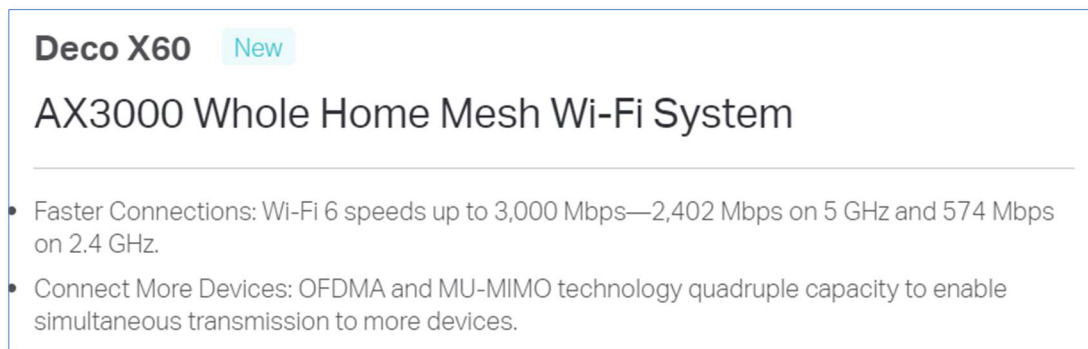 Deco X60 New
AX3000 Whole Home Mesh Wi-Fi System
• Faster Connections: Wi-Fi 6 speeds up to 3,000 Mbps—2,402 Mbps on 5 GHz and 574 Mbps
on 2.4 GHz.
• Connect More Devices: OFDMA and MU-MIMO technology quadruple capacity to enable
simultaneous transmission to more devices.